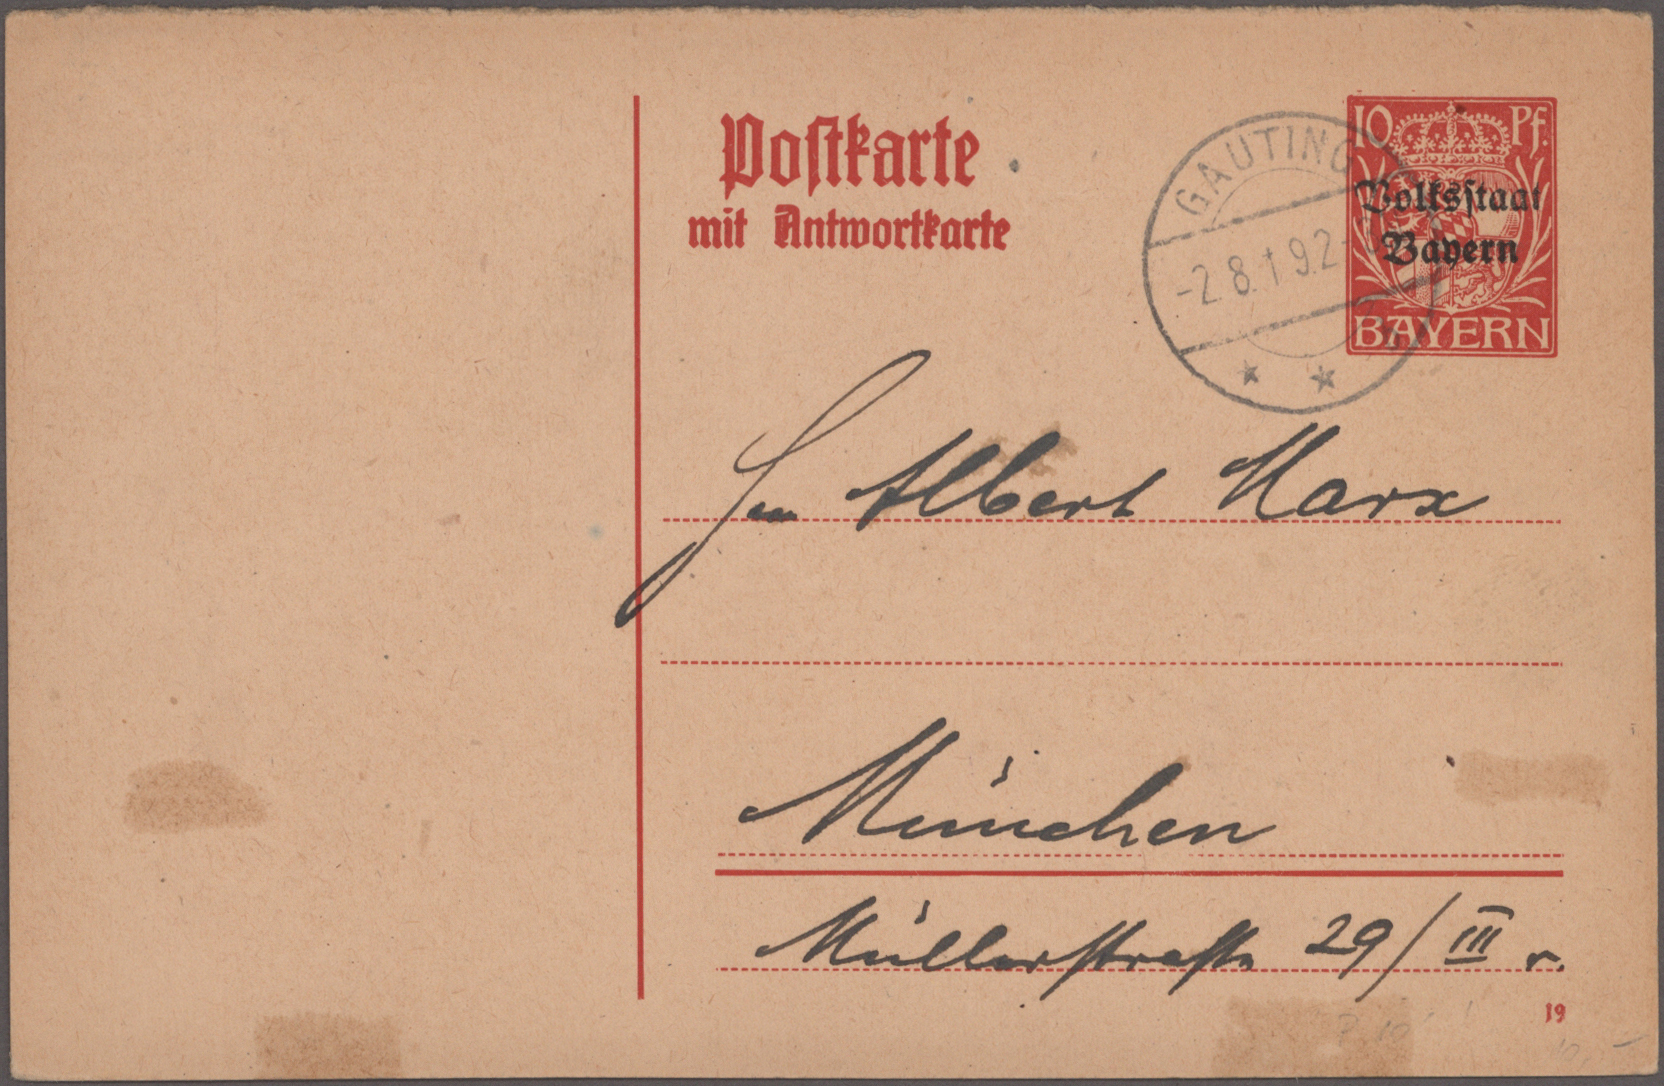 Postkarte
mit Antwortkarte
10 Pf.
Volksstaat
Bayern
BAYERN
GAUTING
-2.8.19.2-
Albert Marx
München
Müllerstraße 29/III r.
19